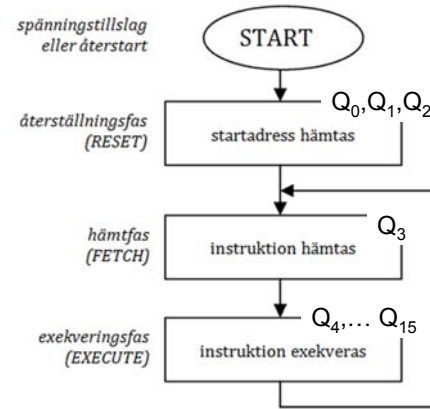 spänningstillslag
eller återstart
START
återställningsfas
(RESET)
Q0,Q1,Q2
startadress hämtas
hämtfas
(FETCH)
Q3
instruktion hämtas
exekveringsfas
(EXECUTE)
Q4,... Q15
instruktion exekveras